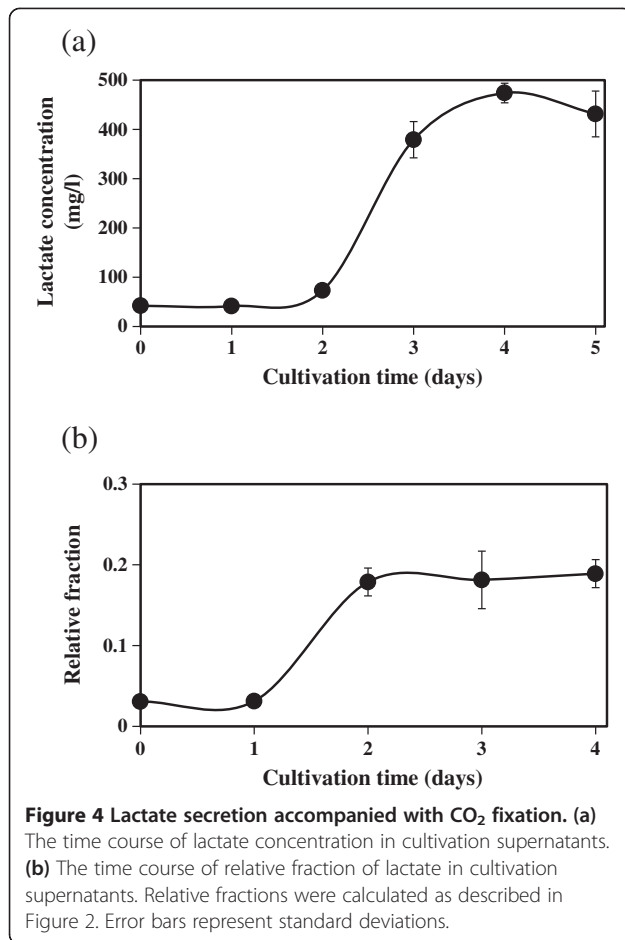 (a)
Lactate concentration
(mg/l)
500
400
300
200
100
0
0 1 2 3 4 5
Cultivation time (days)
(b)
Relative fraction
0.3
0.2
0.1
0
0 1 2 3 4
Cultivation time (days)
Figure 4 Lactate secretion accompanied with CO₂ fixation. (a)
The time course of lactate concentration in cultivation supernatants.
(b) The time course of relative fraction of lactate in cultivation
supernatants. Relative fractions were calculated as described in
Figure 2. Error bars represent standard deviations.